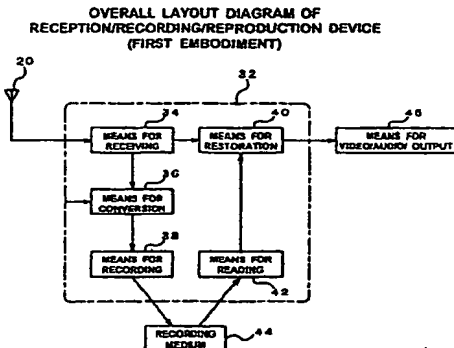 OVERALL LAYOUT DIAGRAM OF
RECEPTION/RECORDING/REPRODUCTION DEVICE
(FIRST EMBODIMENT)
20
32
34
40
46
MEANS FOR
RECEIVING
MEANS FOR
RESTORATION
MEANS FOR
VIDEO/AUDIO/ OUTPUT
36
MEANS FOR
CONVERSION
38
MEANS FOR
RECORDING
MEANS FOR
READING
42
RECORDING
MEDIUM
44